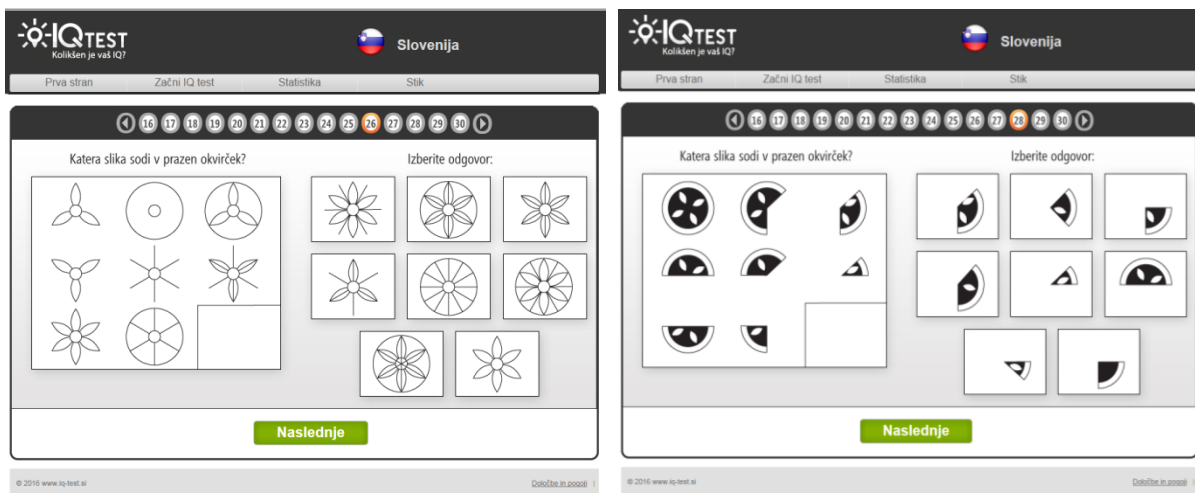 IQTEST
Kolikšen je vaš IQ?
Slovenija
Prva stran Začni IQ test Statistika Stik
16 17 18 19 20 21 22 23 24 25 26 27 28 29 30
Katera slika sodi v prazen okvirček? Izberite odgovor:
Naslednje
© 2016 www.iq-test.si Določbe in pogoji |
IQTEST
Kolikšen je vaš IQ?
Slovenija
Prva stran Začni IQ test Statistika Stik
16 17 18 19 20 21 22 23 24 25 26 27 28 29 30
Katera slika sodi v prazen okvirček? Izberite odgovor:
Naslednje
© 2016 www.iq-test.si Določbe in pogoji |